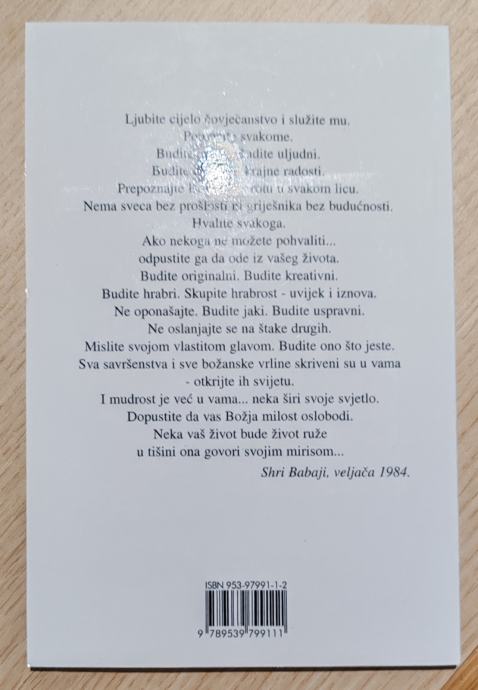 Ljubite cijelo čovječanstvo i služite mu.
svakome.
Budite uljudni.
Budite radosti.
Prepoznajte u svakom licu.
Nema sveca bez prošlosti ni griješnika bez budućnosti.
Hvalite svakoga.
Ako nekoga ne možete pohvaliti...
odpustite ga da ode iz vašeg života.
Budite originalni. Budite kreativni.
Budite hrabri. Skupite hrabrost - uvijek i iznova.
Ne oponašajte. Budite jaki. Budite uspravni.
Ne oslanjajte se na štake drugih.
Mislite svojom vlastitom glavom. Budite ono što jeste.
Sva savršenstva i sve božanske vrline skriveni su u vama
- otkrijte ih svijetu.
I mudrost je već u vama... neka širi svoje svjetlo.
Dopustite da vas Božja milost oslobodi.
Neka vaš život bude život ruže
u tišini ona govori svojim mirisom...
Shri Babaji, veljača 1984.
ISBN 953-97991-1-2
9 789539 799111